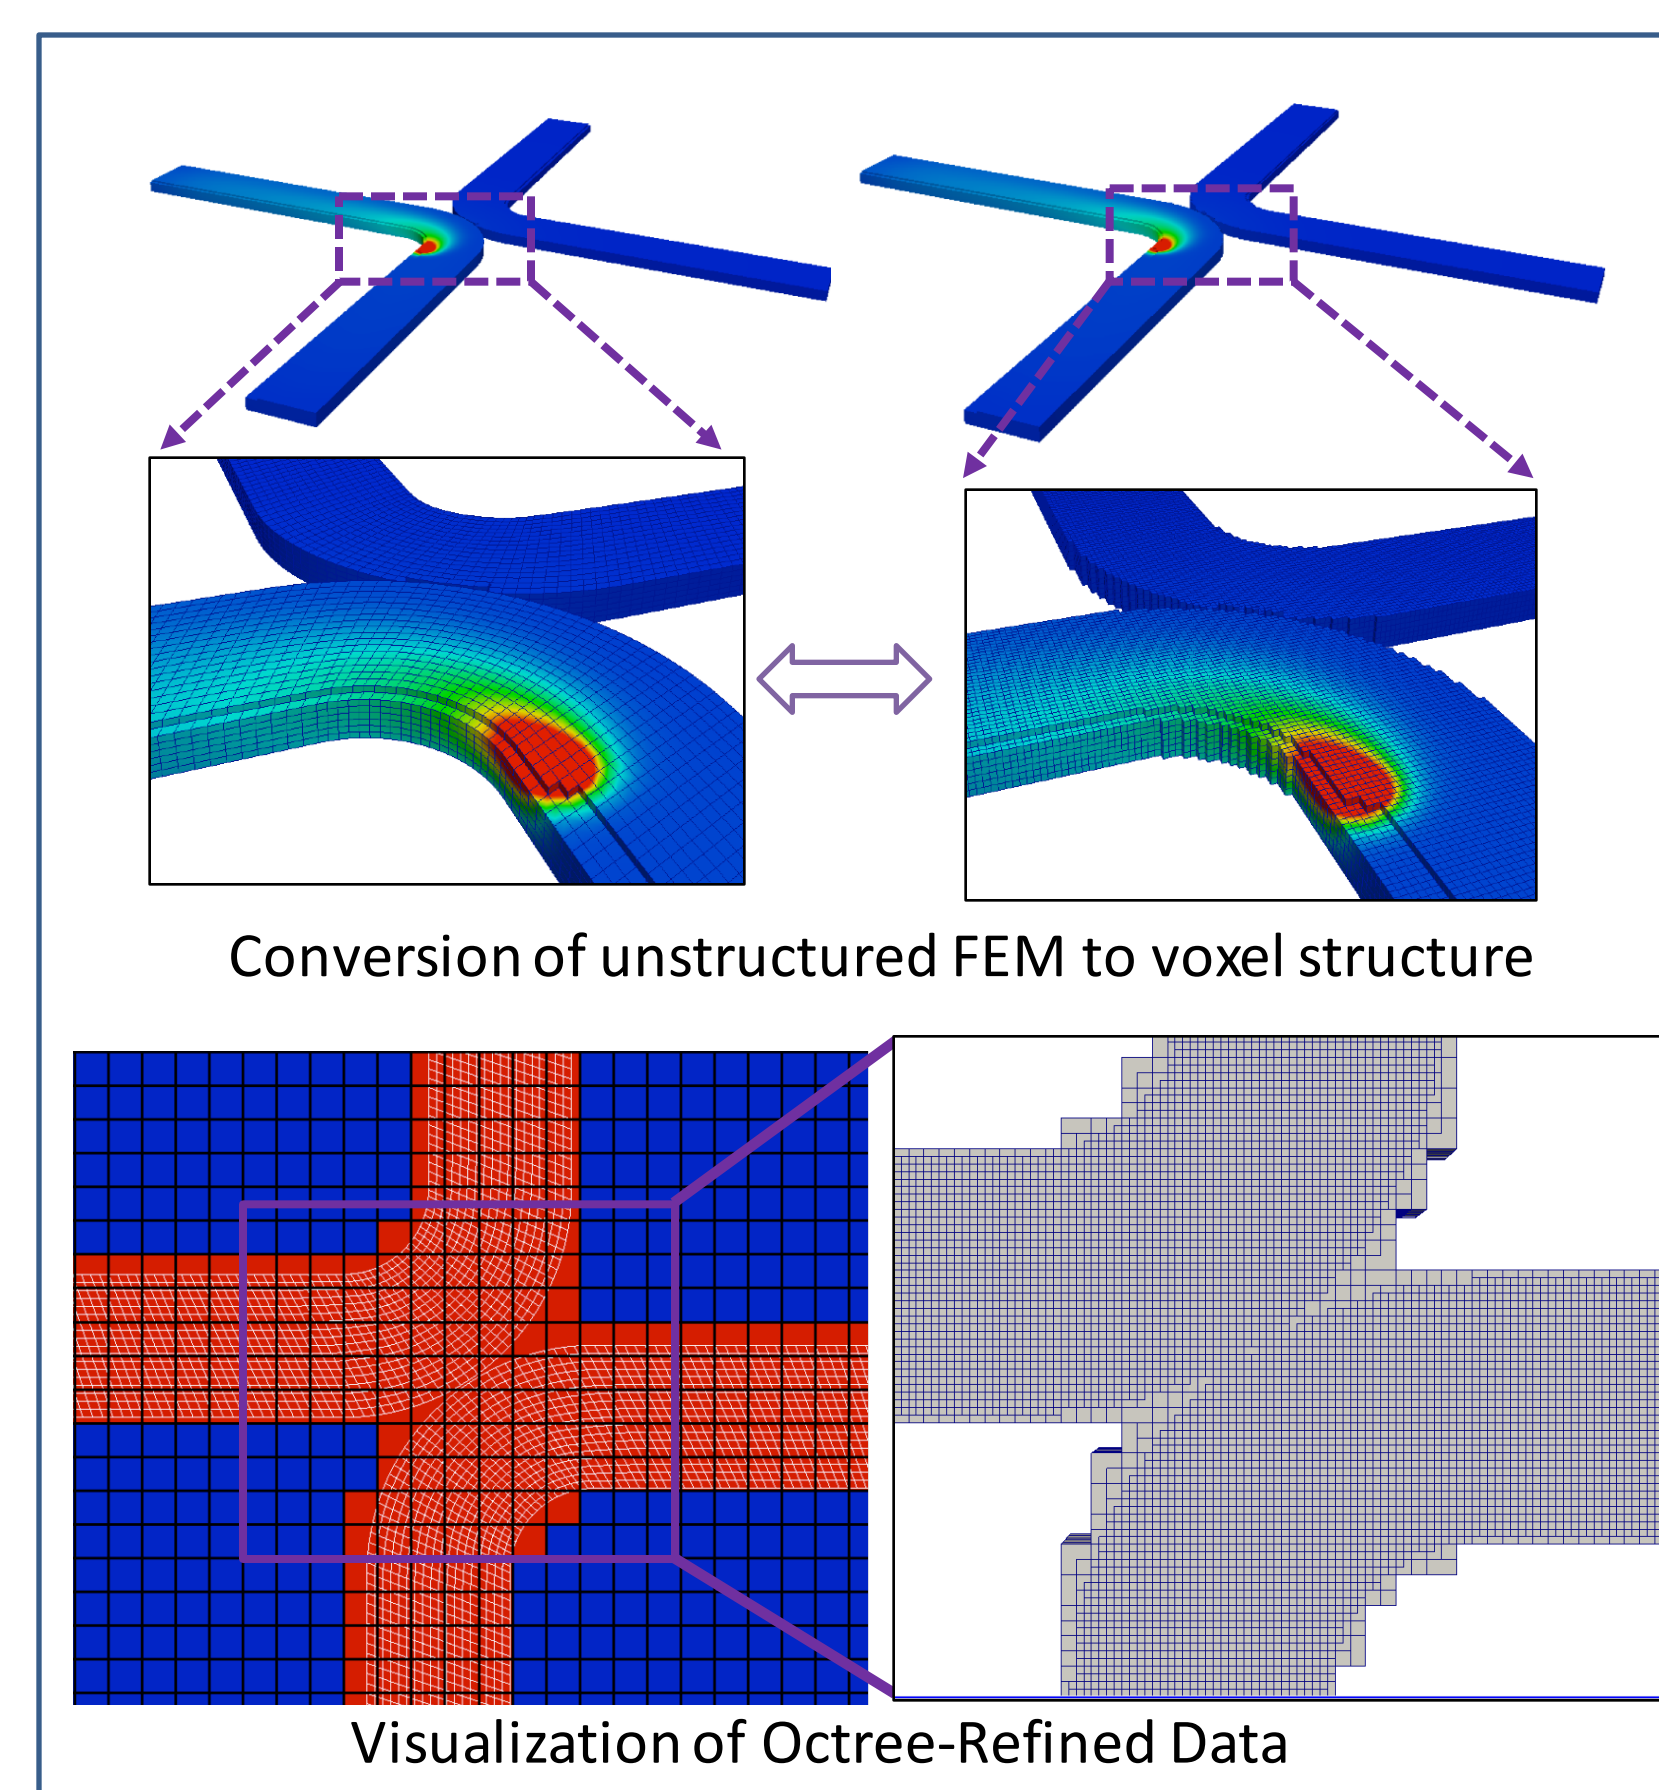 Conversion of unstructured FEM to voxel structure
Visualization of Octree-Refined Data